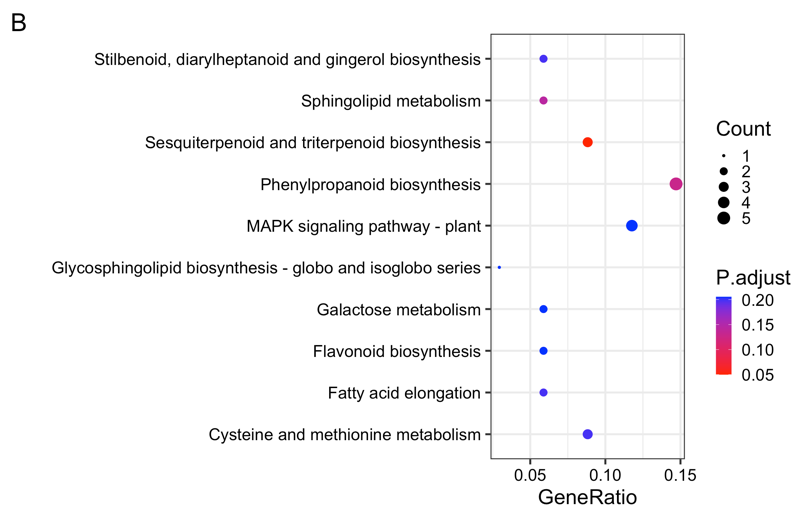 B
Stilbenoid, diarylheptanoid and gingerol biosynthesis
Sphingolipid metabolism
Sesquiterpenoid and triterpenoid biosynthesis
Phenylpropanoid biosynthesis
MAPK signaling pathway - plant
Glycosphingolipid biosynthesis - globo and isoglobo series
Galactose metabolism
Flavonoid biosynthesis
Fatty acid elongation
Cysteine and methionine metabolism
0.05 0.10 0.15
GeneRatio
Count
1
2
3
4
5
P.adjust
0.20
0.15
0.10
0.05